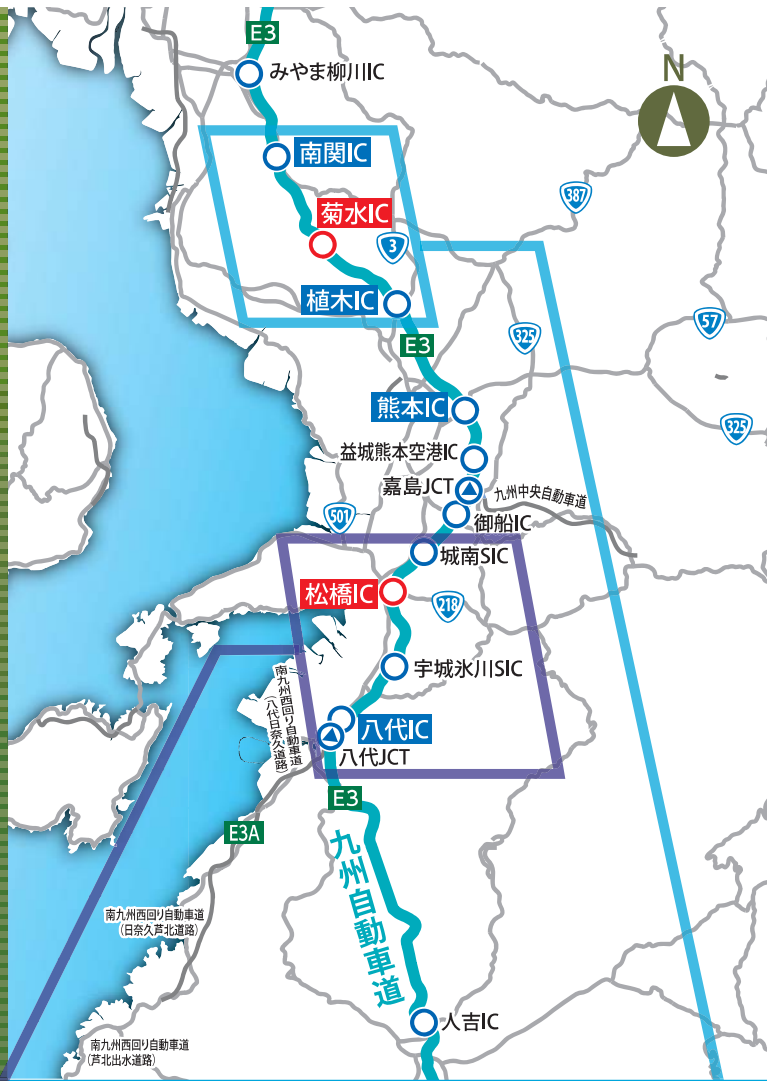 E3
みやま柳川IC
N
南関IC
387
菊水IC
3
植木IC
57
325
E3
熊本IC
325
益城熊本空港IC
嘉島JCT
九州中央自動車道
501
御船IC
城南SIC
松橋IC
218
宇城氷川SIC
南九州西回り自動車道
(八代日奈久道路)
八代IC
八代JCT
E3
E3A
九州自動車道
南九州西回り自動車道
(日奈久芦北道路)
人吉IC
南九州西回り自動車道
(芦北出水道路)